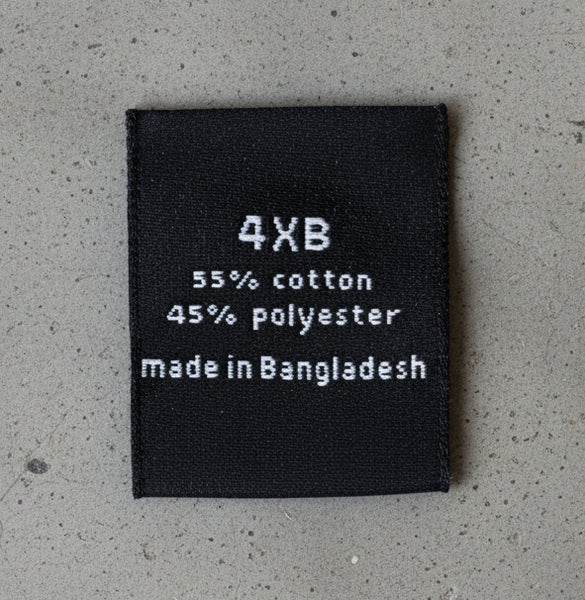 4XB
55% cotton
45% polyester
made in Bangladesh